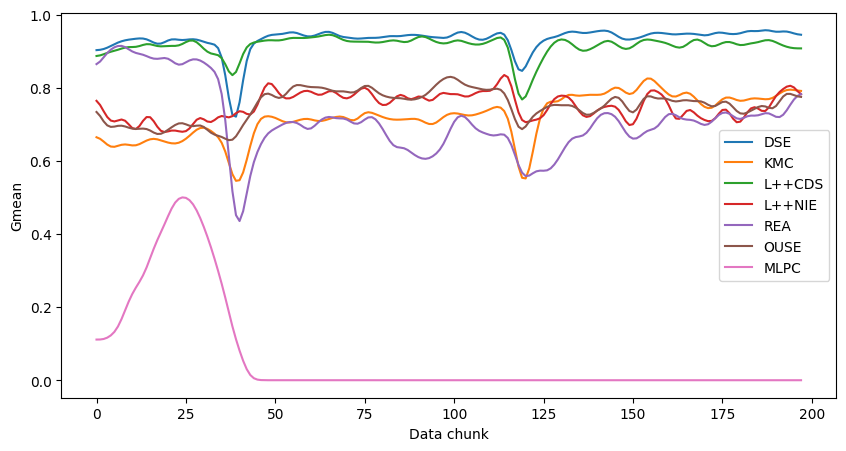 1.0
0.8
0.6
0.4
0.2
0.0
Gmean
0
25
50
75
100
125
150
175
200
Data chunk
DSE
KMC
L++CDS
L++NIE
REA
OUSE
MLPC